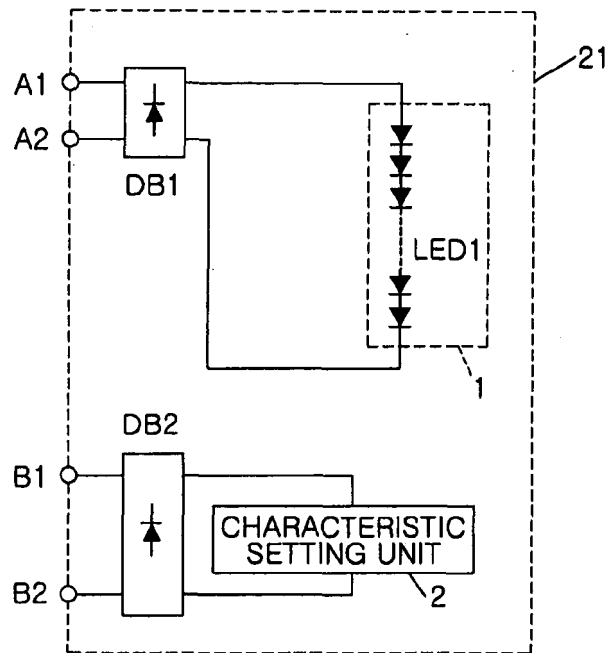 21
A1
A2
DB1
LED1
1
DB2
B1
CHARACTERISTIC
SETTING UNIT
B2
2